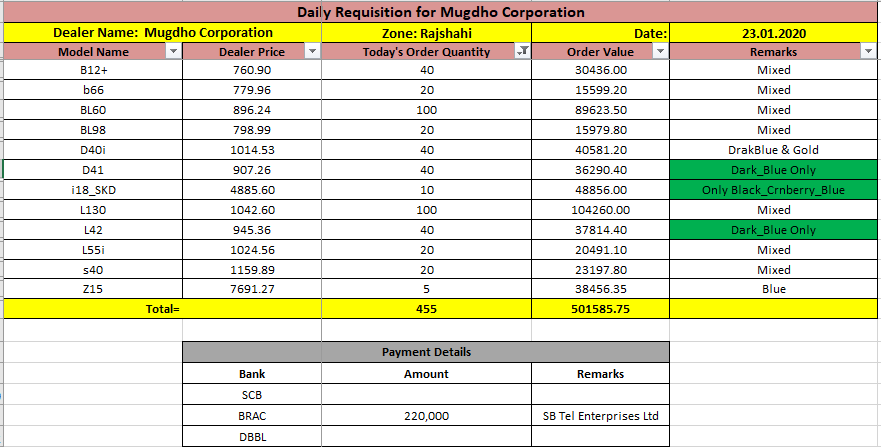 Daily Requisition for Mugdho Corporation
Dealer Name: Mugdho Corporation Zone: Rajshahi Date: 23.01.2020
Model Name Dealer Price Today's Order Quantity Order Value Remarks
B12+ 760.90 40 30436.00 Mixed
b66 779.96 20 15599.20 Mixed
BL60 896.24 100 89623.50 Mixed
BL98 798.99 20 15979.80 Mixed
D40i 1014.53 40 40581.20 DrakBlue & Gold
D41 907.26 40 36290.40 Dark_Blue Only
i18_SKD 4885.60 10 48856.00 Only Black_Crnberry_Blue
L130 1042.60 100 104260.00 Mixed
L42 945.36 40 37814.40 Dark_Blue Only
L55i 1024.56 20 20491.10 Mixed
s40 1159.89 20 23197.80 Mixed
Z15 7691.27 5 38456.35 Blue
Total= 455 501585.75
Payment Details
Bank Amount Remarks
SCB
BRAC 220,000 SB Tel Enterprises Ltd
DBBL